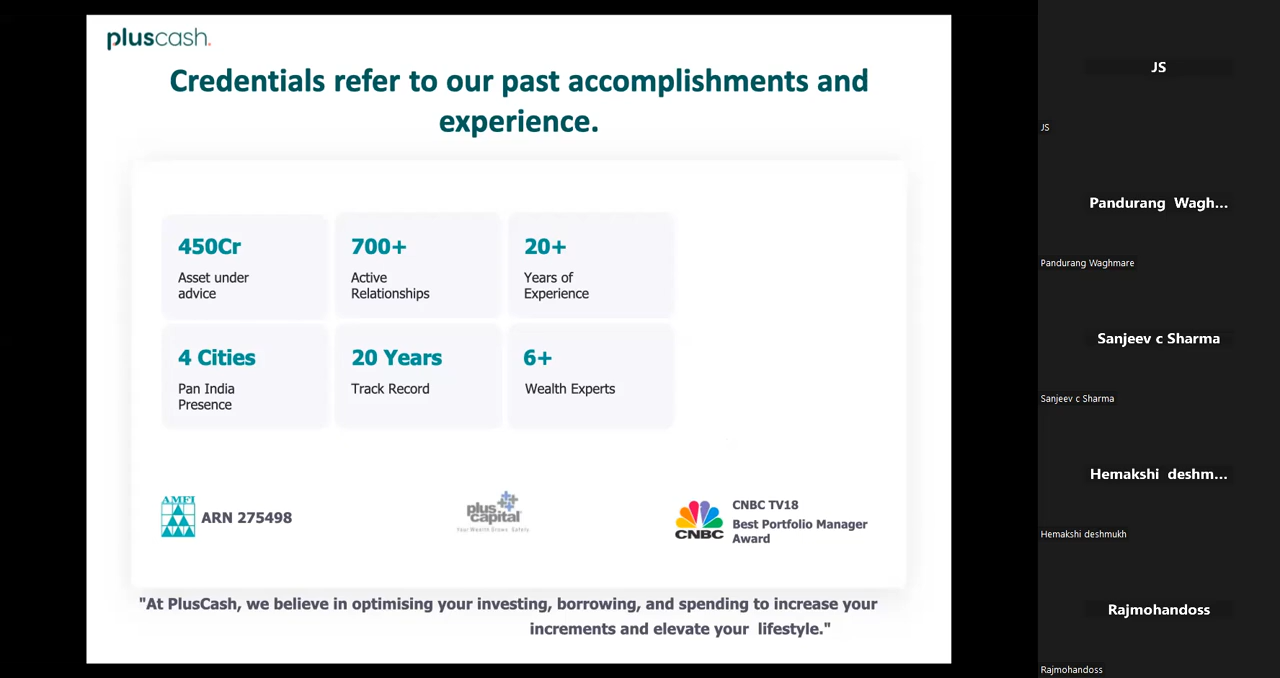 pluscash.
Credentials refer to our past accomplishments and
experience.
450Cr
Asset under
advice
700+
Active
Relationships
20+
Years of
Experience
4 Cities
Pan India
Presence
20 Years
Track Record
6+
Wealth Experts
AMFI
ARN 275498
plus
capital
Your Wealth Grows. Safely.
CNBC
CNBC TV18
Best Portfolio Manager
Award
"At PlusCash, we believe in optimising your investing, borrowing, and spending to increase your
increments and elevate your lifestyle."
JS
JS
Pandurang Wagh...
Pandurang Waghmare
Sanjeev c Sharma
Sanjeev c Sharma
Hemakshi deshm...
Hemakshi deshmukh
Rajmohandoss
Rajmohandoss